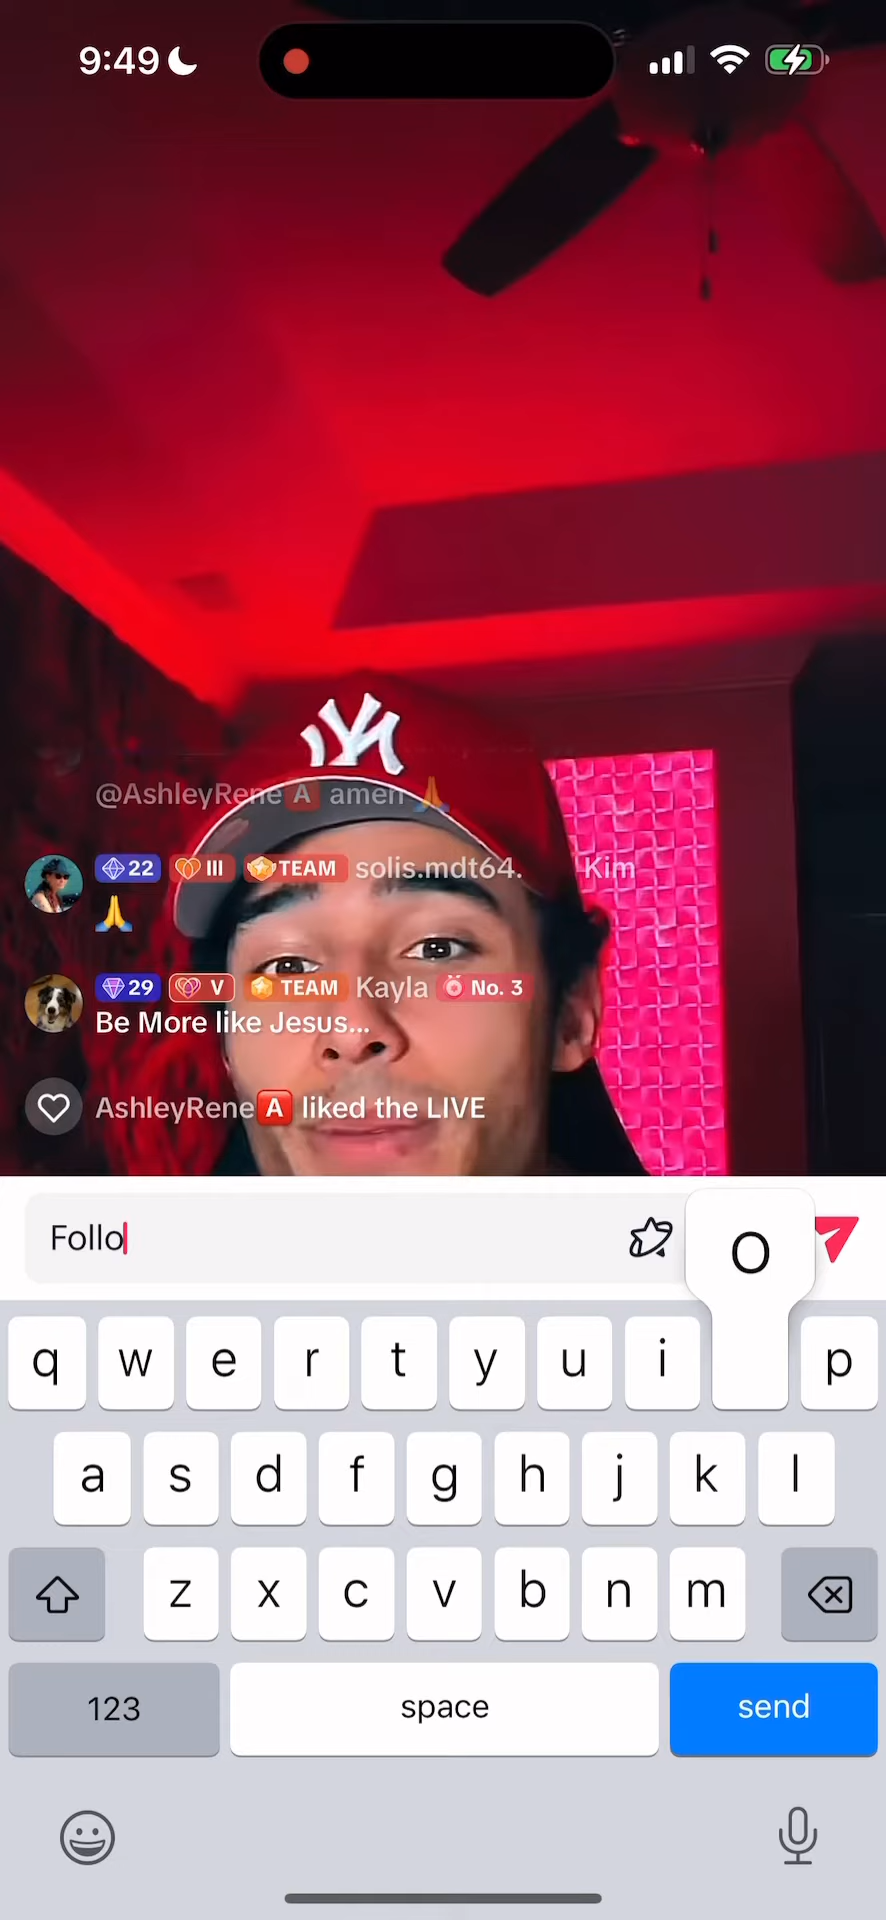 9:49
NY
@AshleyRene A amen 🙏
22 III TEAM solis.mdt64. Kim
🙏
29 V TEAM Kayla No. 3
Be More like Jesus...
AshleyRene A liked the LIVE
Follo
O
q w e r t y u i p
a s d f g h j k l
z x c v b n m
123 space send